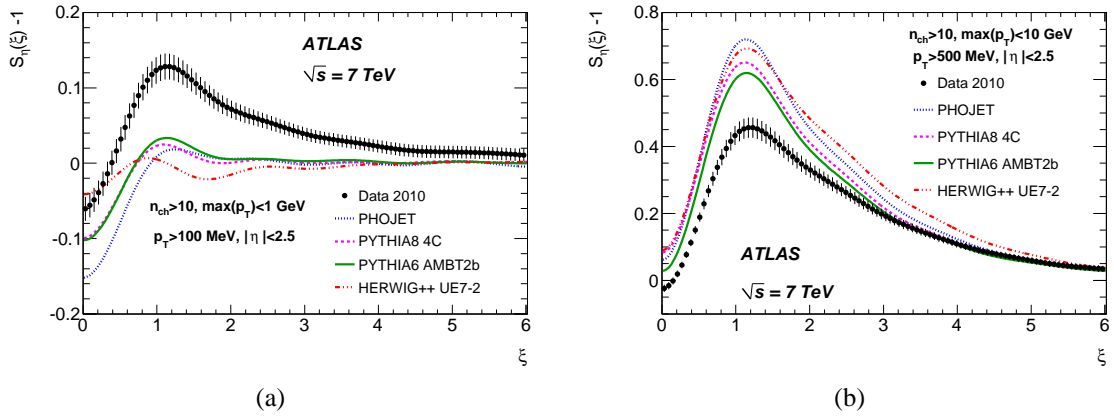 S_η(ξ) -1
0.2
0.1
0
-0.1
-0.2
ATLAS
√s = 7 TeV
n_ch>10, max(p_T)<1 GeV
p_T>100 MeV, |η|<2.5
Data 2010
PHOJET
PYTHIA8 4C
PYTHIA6 AMBT2b
HERWIG++ UE7-2
0 1 2 3 4 5 6
ξ
(a)
S_η(ξ) -1
0.8
0.6
0.4
0.2
0
n_ch>10, max(p_T)<10 GeV
p_T>500 MeV, |η|<2.5
Data 2010
PHOJET
PYTHIA8 4C
PYTHIA6 AMBT2b
HERWIG++ UE7-2
ATLAS
√s = 7 TeV
0 1 2 3 4 5 6
ξ
(b)